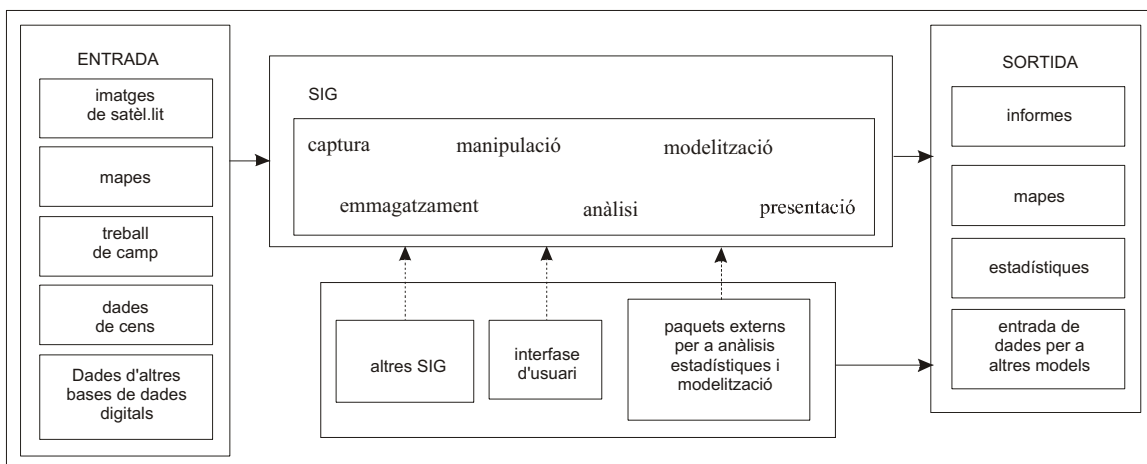 ENTRADA
imatges
de satèl.lit
mapes
treball
de camp
dades
de cens
Dades d'altres
bases de dades
digitals
SIG
captura
manipulació
modelització
emmagatzament
anàlisi
presentació
altres SIG
interfase
d'usuari
paquets externs
per a anàlisis
estadístiques i
modelització
SORTIDA
informes
mapes
estadístiques
entrada de
dades per a
altres models